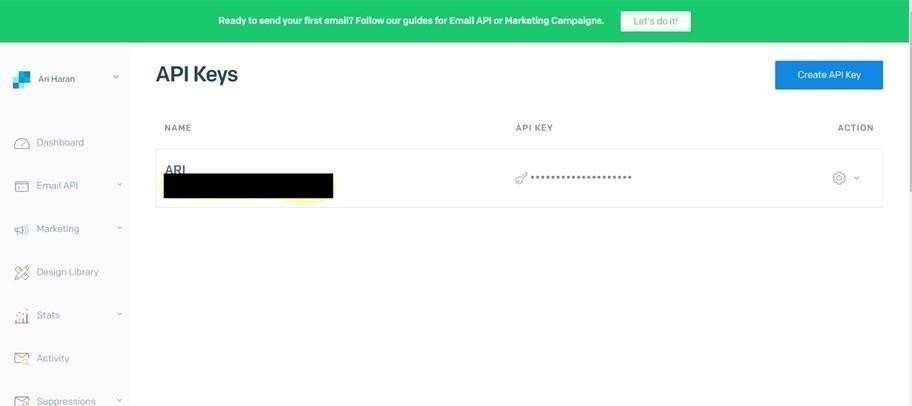 Ready to send your first email? Follow our guides for Email API or Marketing Campaigns. Let's do it!
Ari Haran
API Keys
Create API Key
NAME API KEY ACTION
ARI
••••••••••••••••••••
Dashboard
Email API
Marketing
Design Library
Stats
Activity
Suppressions